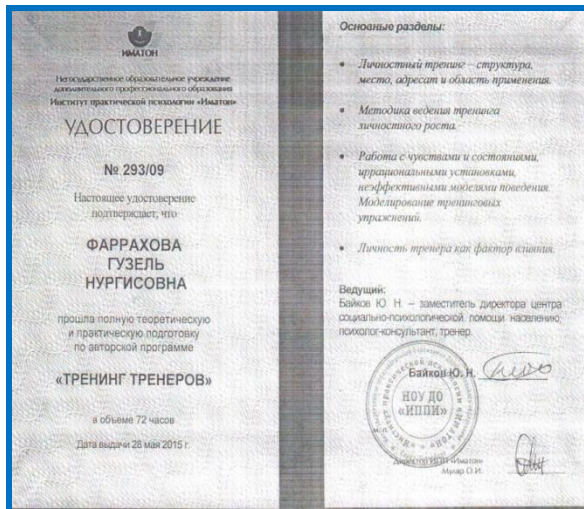 ИМАТОН
Негосударственное образовательное учреждение
дополнительного профессионального образования
Институт практической психологии «Иматон»
УДОСТОВЕРЕНИЕ
№ 293/09
Настоящее удостоверение
подтверждает, что
ФАРРАХОВА
ГУЗЕЛЬ
НУРГИСОВНА
прошла полную теоретическую
и практическую подготовку
по авторской программе
«ТРЕНИНГ ТРЕНЕРОВ»
в объеме 72 часов
Дата выдачи 28 мая 2015 г.
Основные разделы:
• Личностный тренинг – структура,
место, адресат и область применения.
• Методика ведения тренинга
личностного роста.
• Работа с чувствами и состояниями,
иррациональными установками,
неэффективными моделями поведения.
Моделирование тренинговых
упражнений.
• Личность тренера как фактор влияния.
Ведущий:
Байков Ю. Н. – заместитель директора центра
социально-психологической помощи населению,
психолог-консультант, тренер.
Байков Ю. Н.
НОУ ДО
«ИППИ»
Директор ИПП «Иматон»
Мухар О.И.